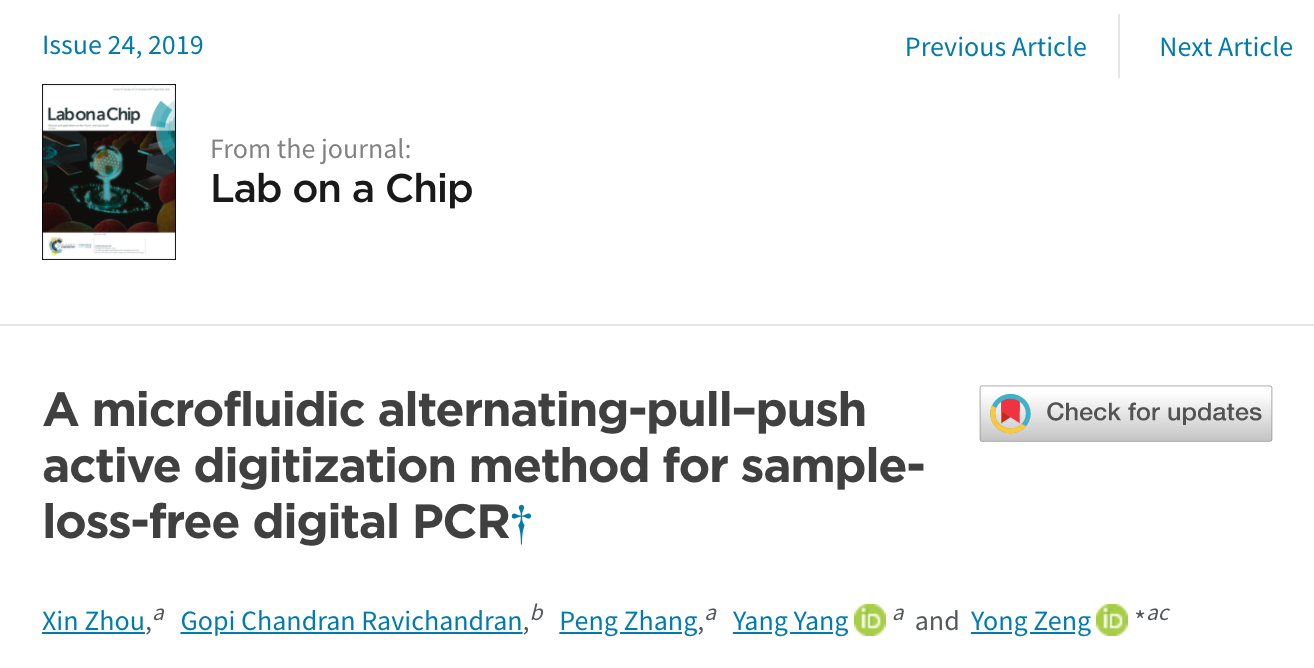 Issue 24, 2019
Previous Article
Next Article
Lab on a Chip
From the journal:
Lab on a Chip
A microfluidic alternating-pull–push
active digitization method for sample-
loss-free digital PCR†
Check for updates
Xin Zhou,a Gopi Chandran Ravichandran,b Peng Zhang,a Yang Yang iD a and Yong Zeng iD *ac